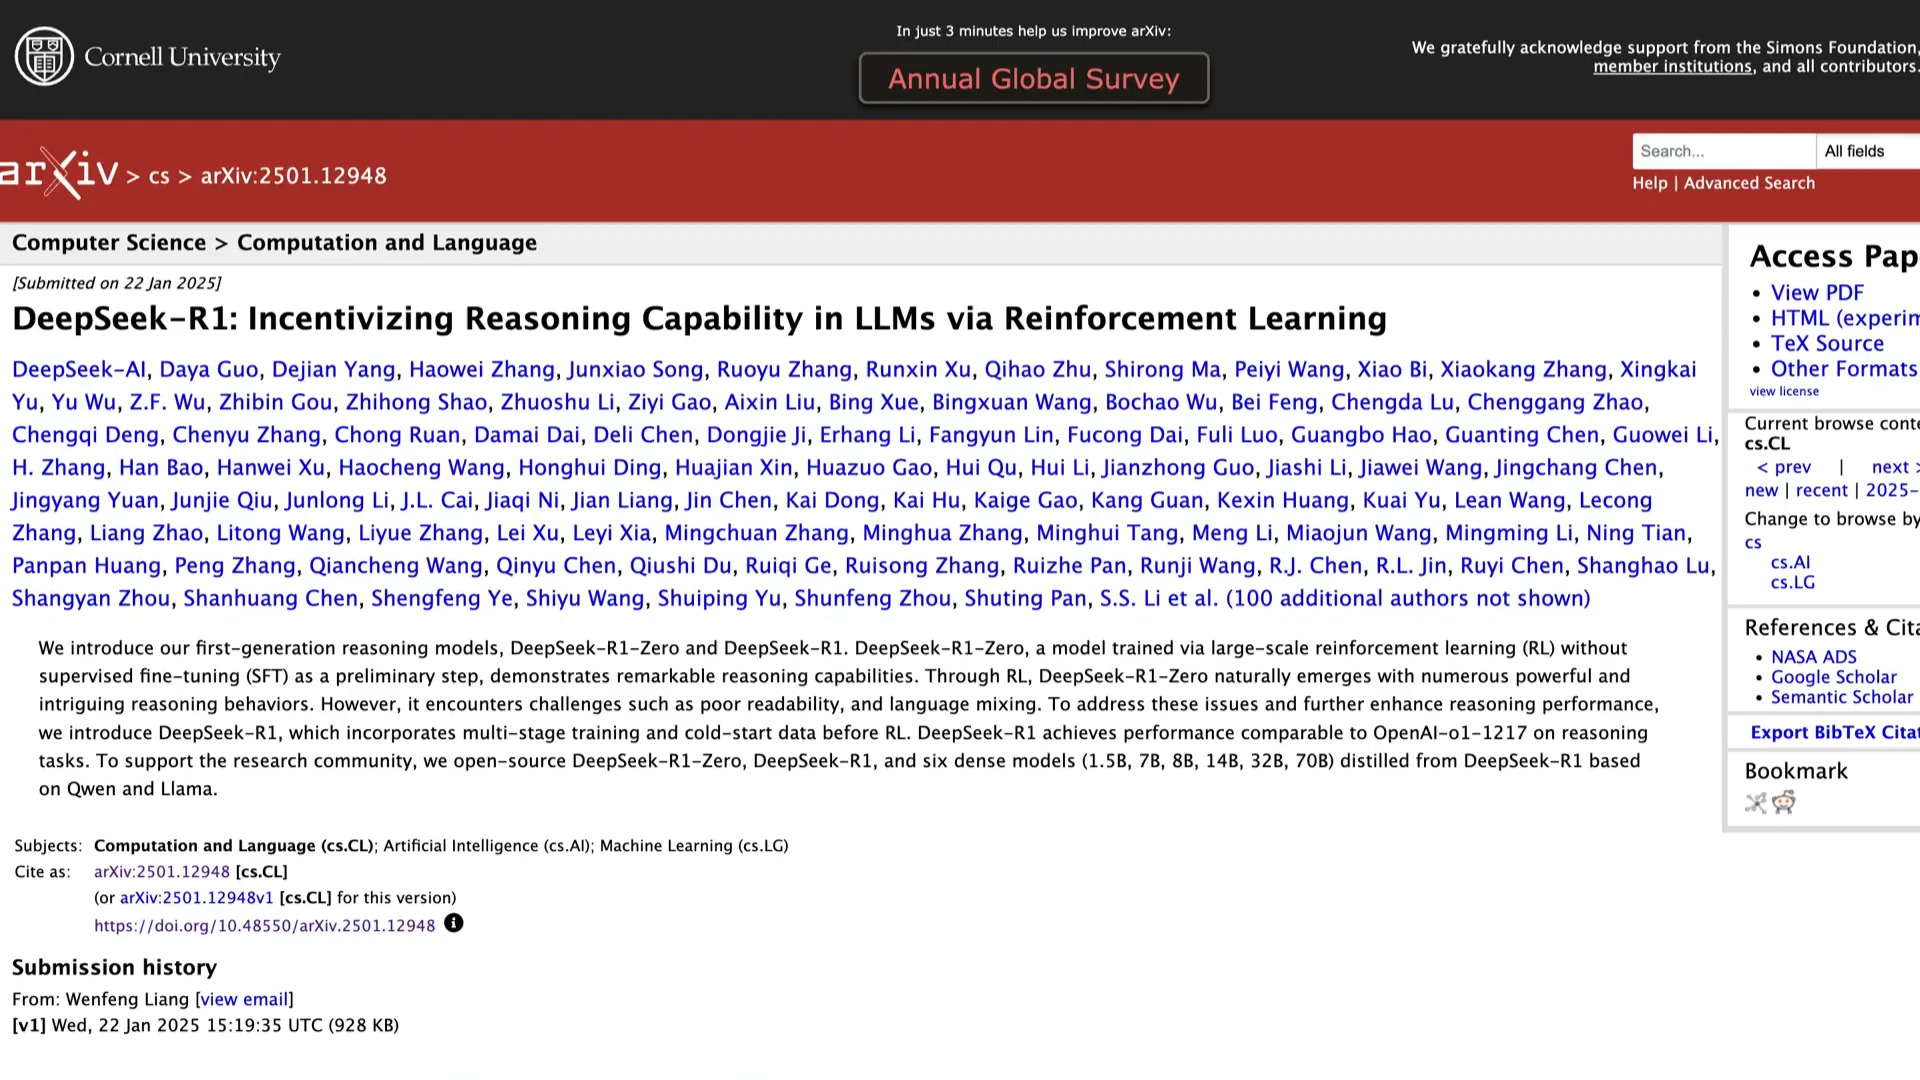 Cornell University
In just 3 minutes help us improve arXiv:
Annual Global Survey
We gratefully acknowledge support from the Simons Foundation,
member institutions, and all contributors.
arXiv > cs > arXiv:2501.12948
Search...
All fields
Help | Advanced Search
Computer Science > Computation and Language
[Submitted on 22 Jan 2025]
DeepSeek-R1: Incentivizing Reasoning Capability in LLMs via Reinforcement Learning
DeepSeek-AI, Daya Guo, Dejian Yang, Haowei Zhang, Junxiao Song, Ruoyu Zhang, Runxin Xu, Qihao Zhu, Shirong Ma, Peiyi Wang, Xiao Bi, Xiaokang Zhang, Xingkai
Yu, Yu Wu, Z.F. Wu, Zhibin Gou, Zhihong Shao, Zhuoshu Li, Ziyi Gao, Aixin Liu, Bing Xue, Bingxuan Wang, Bochao Wu, Bei Feng, Chengda Lu, Chenggang Zhao,
Chengqi Deng, Chenyu Zhang, Chong Ruan, Damai Dai, Deli Chen, Dongjie Ji, Erhang Li, Fangyun Lin, Fucong Dai, Fuli Luo, Guangbo Hao, Guanting Chen, Guowei Li,
H. Zhang, Han Bao, Hanwei Xu, Haocheng Wang, Honghui Ding, Huajian Xin, Huazuo Gao, Hui Qu, Hui Li, Jianzhong Guo, Jiashi Li, Jiawei Wang, Jingchang Chen,
Jingyang Yuan, Junjie Qiu, Junlong Li, J.L. Cai, Jiaqi Ni, Jian Liang, Jin Chen, Kai Dong, Kai Hu, Kaige Gao, Kang Guan, Kexin Huang, Kuai Yu, Lean Wang, Lecong
Zhang, Liang Zhao, Litong Wang, Liyue Zhang, Lei Xu, Leyi Xia, Mingchuan Zhang, Minghua Zhang, Minghui Tang, Meng Li, Miaojun Wang, Mingming Li, Ning Tian,
Panpan Huang, Peng Zhang, Qiancheng Wang, Qinyu Chen, Qiushi Du, Ruiqi Ge, Ruisong Zhang, Ruizhe Pan, Runji Wang, R.J. Chen, R.L. Jin, Ruyi Chen, Shanghao Lu,
Shangyan Zhou, Shanhuang Chen, Shengfeng Ye, Shiyu Wang, Shuiping Yu, Shunfeng Zhou, Shuting Pan, S.S. Li et al. (100 additional authors not shown)
We introduce our first-generation reasoning models, DeepSeek-R1-Zero and DeepSeek-R1. DeepSeek-R1-Zero, a model trained via large-scale reinforcement learning (RL) without
supervised fine-tuning (SFT) as a preliminary step, demonstrates remarkable reasoning capabilities. Through RL, DeepSeek-R1-Zero naturally emerges with numerous powerful and
intriguing reasoning behaviors. However, it encounters challenges such as poor readability, and language mixing. To address these issues and further enhance reasoning performance,
we introduce DeepSeek-R1, which incorporates multi-stage training and cold-start data before RL. DeepSeek-R1 achieves performance comparable to OpenAI-o1-1217 on reasoning
tasks. To support the research community, we open-source DeepSeek-R1-Zero, DeepSeek-R1, and six dense models (1.5B, 7B, 8B, 14B, 32B, 70B) distilled from DeepSeek-R1 based
on Qwen and Llama.
Subjects: Computation and Language (cs.CL); Artificial Intelligence (cs.AI); Machine Learning (cs.LG)
Cite as: arXiv:2501.12948 [cs.CL]
(or arXiv:2501.12948v1 [cs.CL] for this version)
https://doi.org/10.48550/arXiv.2501.12948
Submission history
From: Wenfeng Liang [view email]
[v1] Wed, 22 Jan 2025 15:19:35 UTC (928 KB)
Access Pap
View PDF
HTML (experim
TeX Source
Other Formats
view license
Current browse conte
cs.CL
< prev | next >
new | recent | 2025-
Change to browse by
cs
cs.AI
cs.LG
References & Cita
NASA ADS
Google Scholar
Semantic Scholar
Export BibTeX Citat
Bookmark